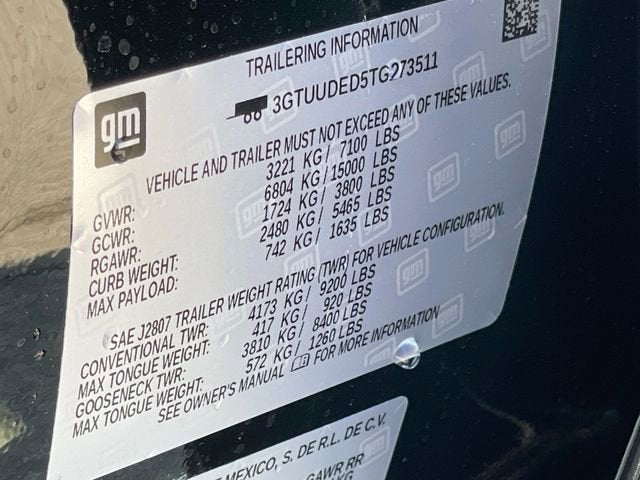 TRAILERING INFORMATION
gm
3GTUUDED5TG273511
VEHICLE AND TRAILER MUST NOT EXCEED ANY OF THESE VALUES.
GVWR: 3221 KG / 7100 LBS
GCWR: 6804 KG / 15000 LBS
RGAWR: 1724 KG / 3800 LBS
CURB WEIGHT: 2480 KG / 5465 LBS
MAX PAYLOAD: 742 KG / 1635 LBS
SAE J2807 TRAILER WEIGHT RATING (TWR) FOR VEHICLE CONFIGURATION.
CONVENTIONAL TWR: 4173 KG / 9200 LBS
MAX TONGUE WEIGHT: 417 KG / 920 LBS
GOOSENECK TWR: 3810 KG / 8400 LBS
MAX TONGUE WEIGHT: 572 KG / 1260 LBS
SEE OWNER'S MANUAL FOR MORE INFORMATION
MEXICO, S. DE R.L. DE C.V.
GAWR RR
KG